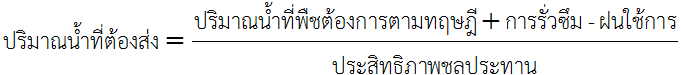 ปริมาณน้ำที่พืชต้องการตามทฤษฎี + การรั่วซึม - ฝนใช้การ
ปริมาณน้ำที่ต้องส่ง =
ประสิทธิภาพชลประทาน